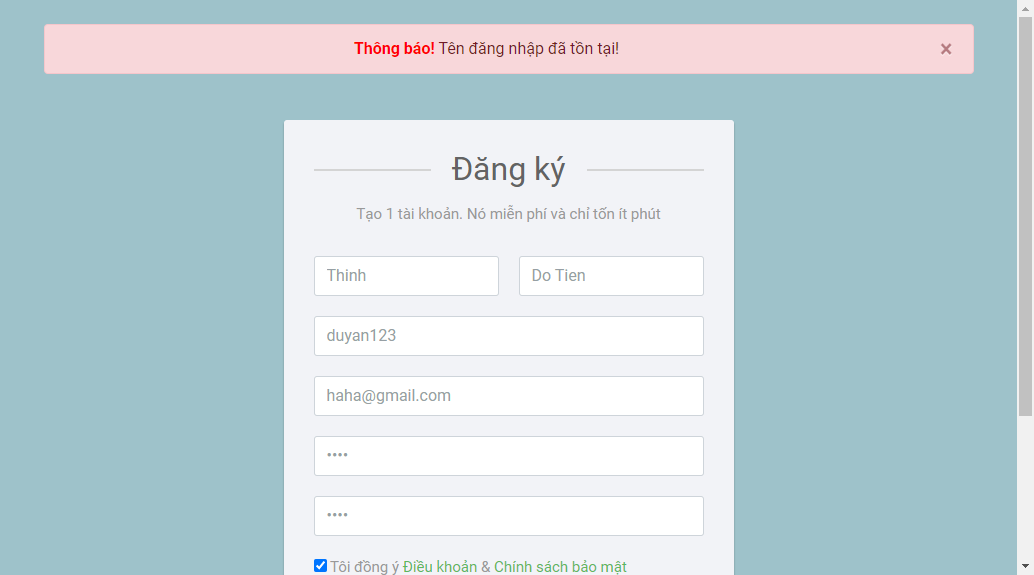 Thông báo! Tên đăng nhập đã tồn tại! ×
Đăng ký
Tạo 1 tài khoản. Nó miễn phí và chỉ tốn ít phút
Thinh Do Tien
duyan123
haha@gmail.com
••••
••••
Tôi đồng ý Điều khoản & Chính sách bảo mật